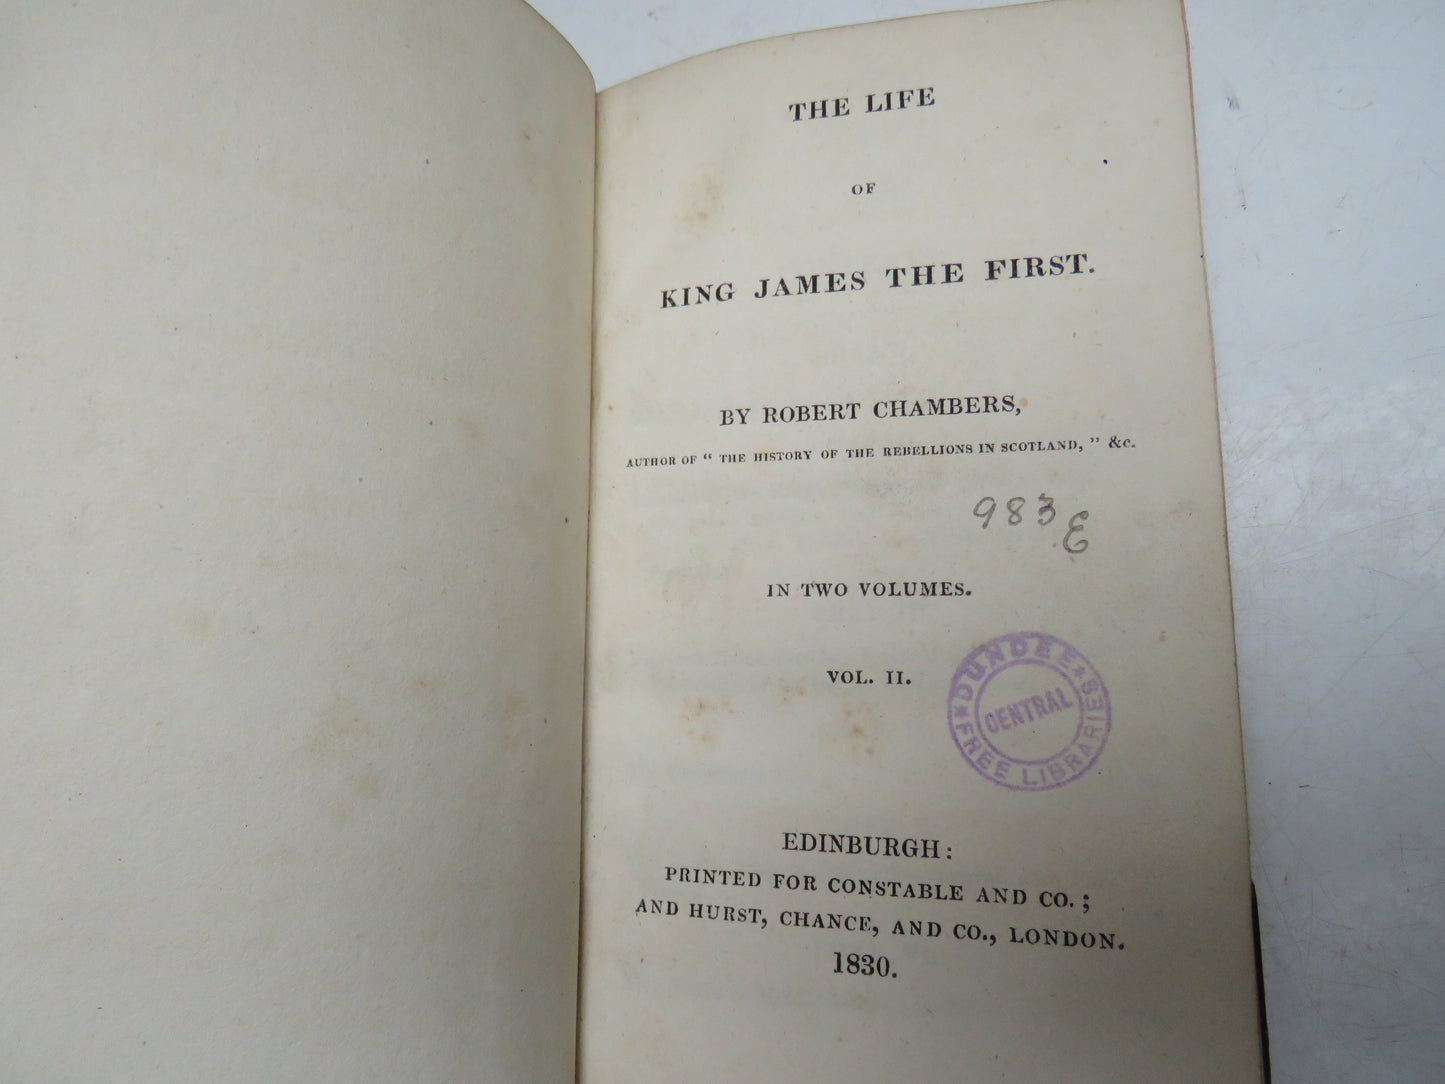 THE LIFE
OF
KING JAMES THE FIRST.
BY ROBERT CHAMBERS,
AUTHOR OF “ THE HISTORY OF THE REBELLIONS IN SCOTLAND, ” &c.
983
E
IN TWO VOLUMES.
VOL. II.
DUNDEE
CENTRAL
FREE LIBRARIES
EDINBURGH:
PRINTED FOR CONSTABLE AND CO.;
AND HURST, CHANCE, AND CO., LONDON.
1830.